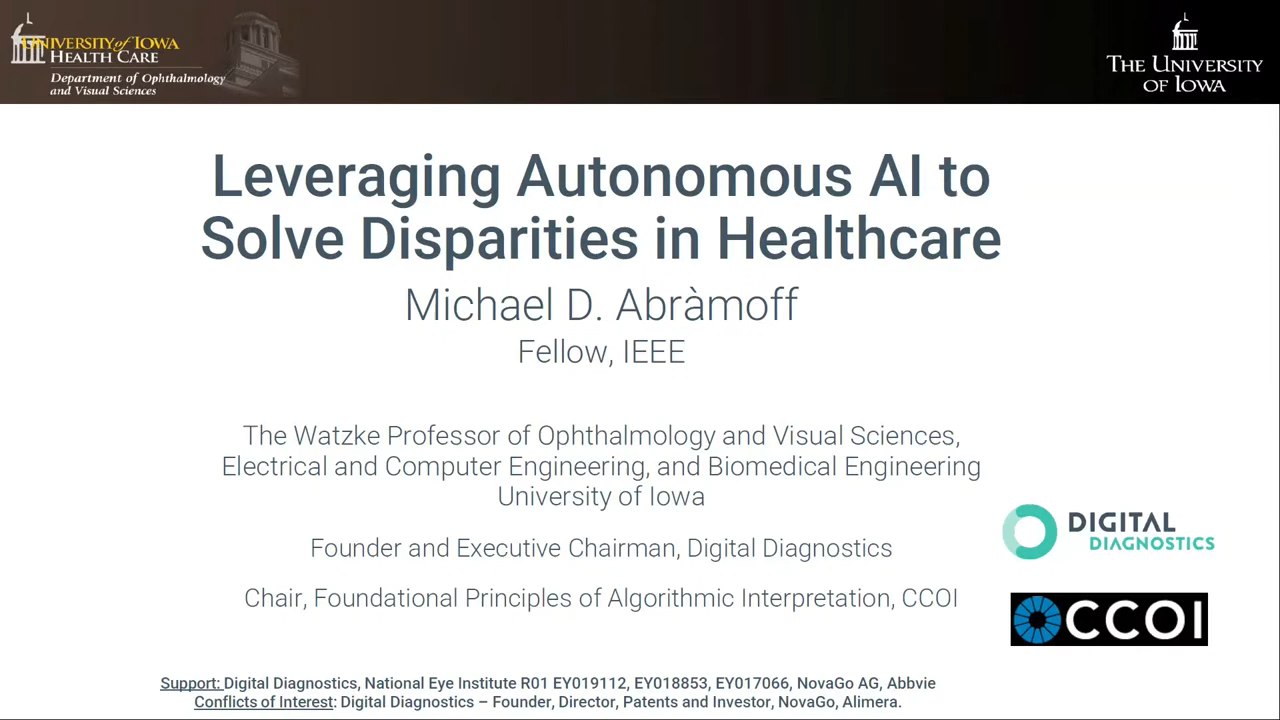 UNIVERSITY of IOWA
HEALTH CARE
Department of Ophthalmology
and Visual Sciences
THE UNIVERSITY
OF IOWA
Leveraging Autonomous AI to
Solve Disparities in Healthcare
Michael D. Abràmoff
Fellow, IEEE
The Watzke Professor of Ophthalmology and Visual Sciences,
Electrical and Computer Engineering, and Biomedical Engineering
University of Iowa
Founder and Executive Chairman, Digital Diagnostics
DIGITAL
DIAGNOSTICS
Chair, Foundational Principles of Algorithmic Interpretation, CCOI
CCOI
Support: Digital Diagnostics, National Eye Institute R01 EY019112, EY018853, EY017066, NovaGo AG, Abbvie
Conflicts of Interest: Digital Diagnostics – Founder, Director, Patents and Investor, NovaGo, Alimera.